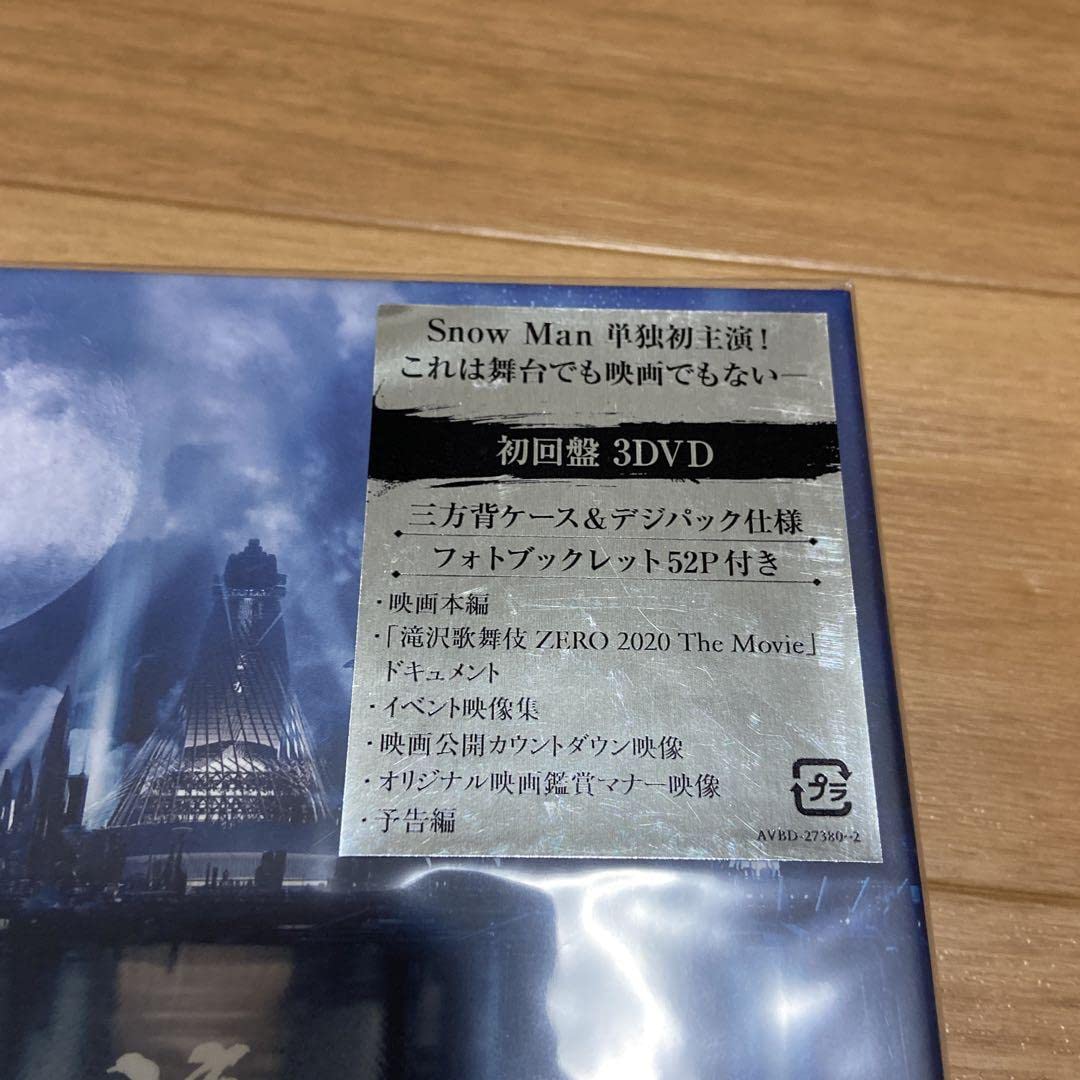 Snow Man 単独初主演!
これは舞台でも映画でもない―
初回盤 3DVD
三方背ケース&デジパック仕様
フォトブックレット52P付き
・映画本編
・「滝沢歌舞伎 ZERO 2020 The Movie」
ドキュメント
・イベント映像集
・映画公開カウントダウン映像
・オリジナル映画鑑賞マナー映像
・予告編
プラ
AVBD-27380~2